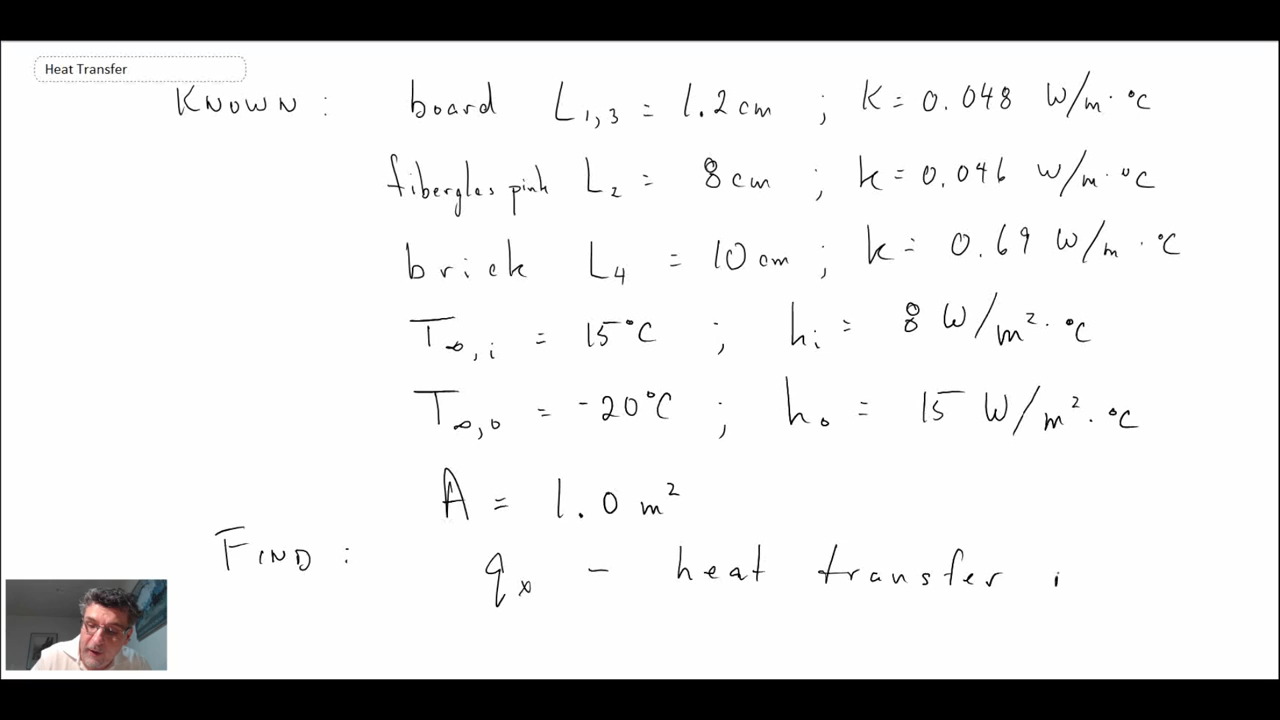 Heat Transfer
KNOWN : board L1,3 = 1.2 cm ; K = 0.048 W/m·°C
fiberglas pink L2 = 8 cm ; k = 0.046 W/m·°C
brick L4 = 10 cm ; k = 0.69 W/m·°C
T∞,i = 15°C ; hi = 8 W/m²·°C
T∞,o = -20°C ; ho = 15 W/m²·°C
A = 1.0 m²
FIND : qx - heat transfer i